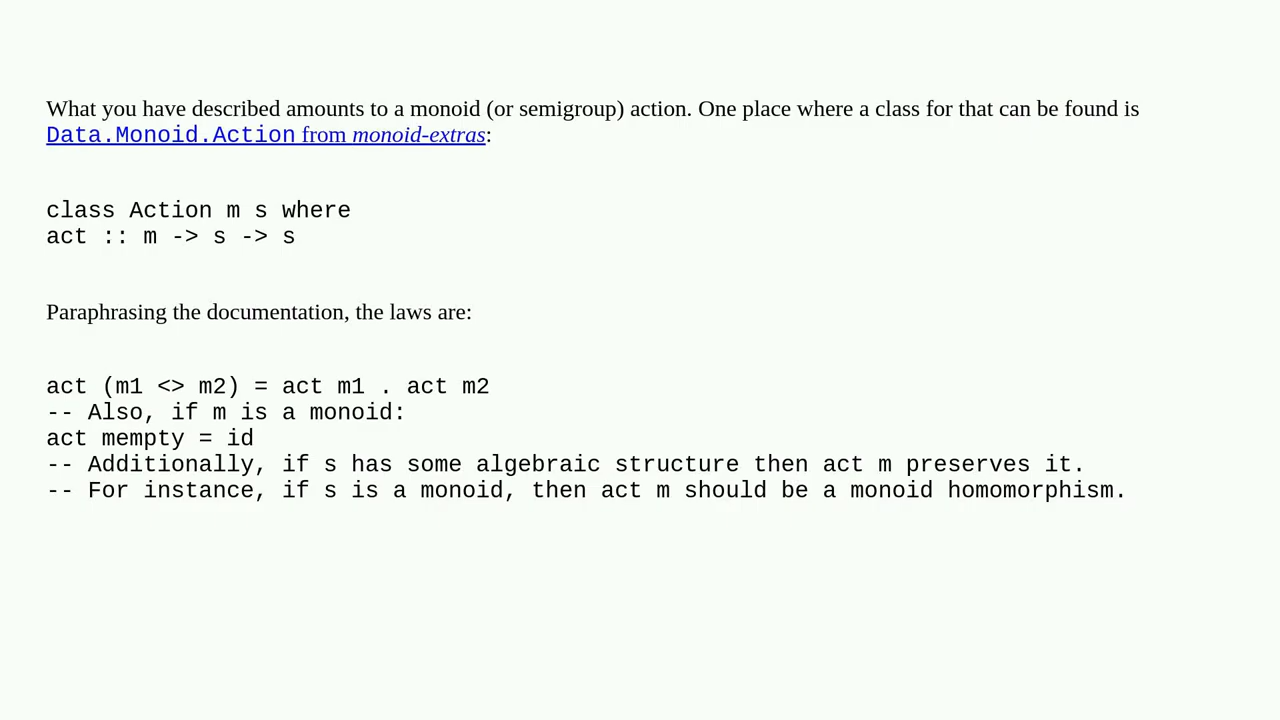 What you have described amounts to a monoid (or semigroup) action. One place where a class for that can be found is
Data.Monoid.Action from monoid-extras:
class Action m s where
act :: m -> s -> s
Paraphrasing the documentation, the laws are:
act (m1 <> m2) = act m1 . act m2
-- Also, if m is a monoid:
act mempty = id
-- Additionally, if s has some algebraic structure then act m preserves it.
-- For instance, if s is a monoid, then act m should be a monoid homomorphism.